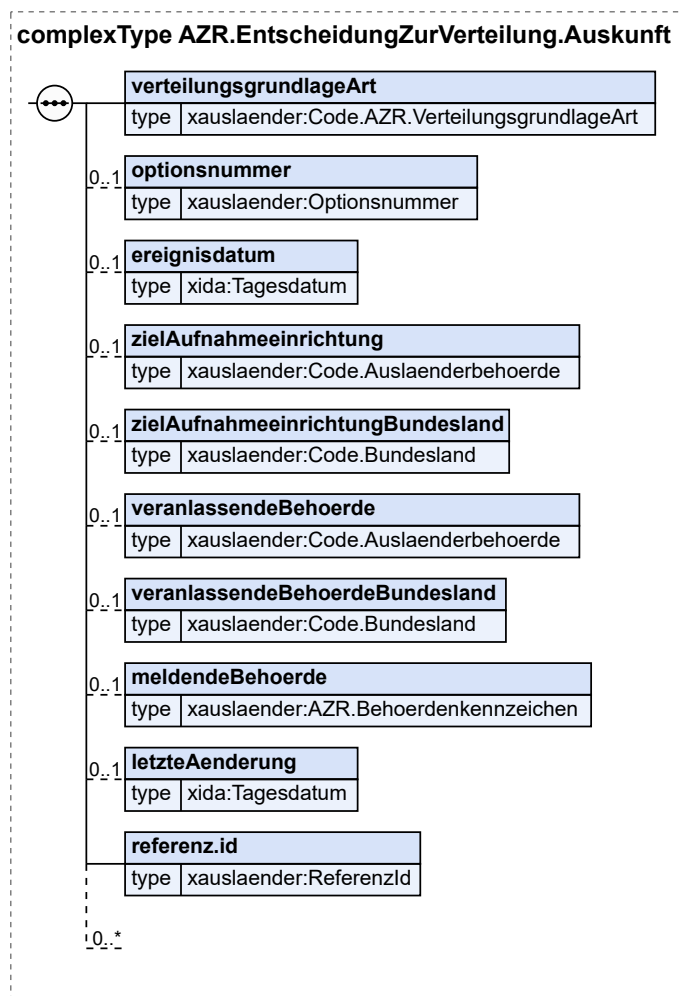 complexType AZR.EntscheidungZurVerteilung.Auskunft
verteilungsgrundlageArt
type xauslaender:Code.AZR.VerteilungsgrundlageArt
0..1 optionsnummer
type xauslaender:Optionsnummer
0..1 ereignisdatum
type xida:Tagesdatum
0..1 zielAufnahmeeinrichtung
type xauslaender:Code.Auslaenderbehoerde
0..1 zielAufnahmeeinrichtungBundesland
type xauslaender:Code.Bundesland
0..1 veranlassendeBehoerde
type xauslaender:Code.Auslaenderbehoerde
0..1 veranlassendeBehoerdeBundesland
type xauslaender:Code.Bundesland
0..1 meldendeBehoerde
type xauslaender:AZR.Behoerdenkennzeichen
0..1 letzteAenderung
type xida:Tagesdatum
referenz.id
type xauslaender:ReferenzId
0..*